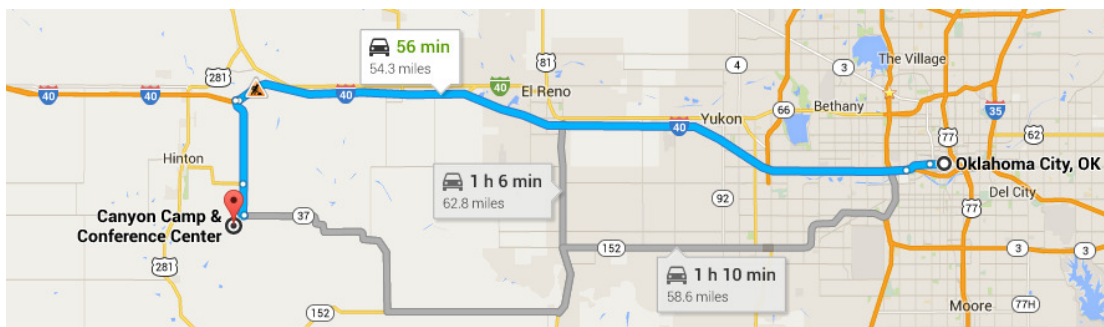 56 min
54.3 miles
281
81
4
3
The Village
40
40
40
40
El Reno
66
Bethany
35
Yukon
40
77
62
Hinton
Oklahoma City, OK
1 h 6 min
62.8 miles
Del City
92
77
Canyon Camp &
Conference Center
37
152
3
3
281
1 h 10 min
58.6 miles
152
Moore
77H